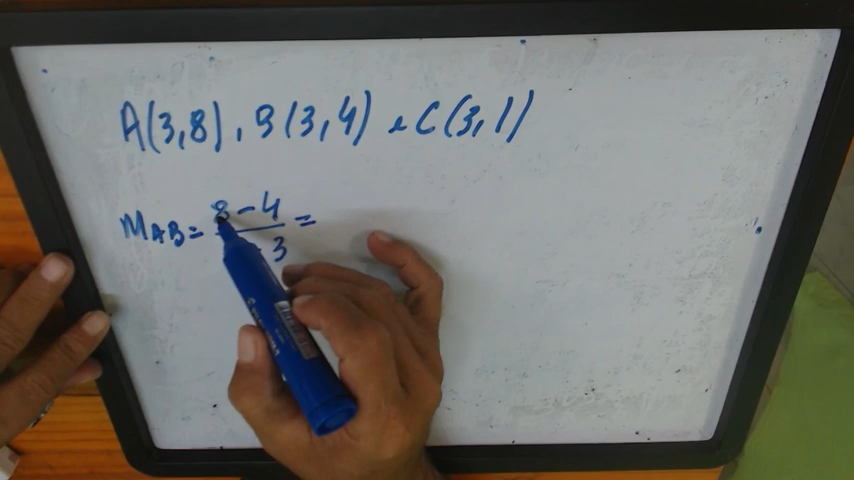 A(3,8), B(3,4) e C(3,1)
MAB = 8-4
- 3 =